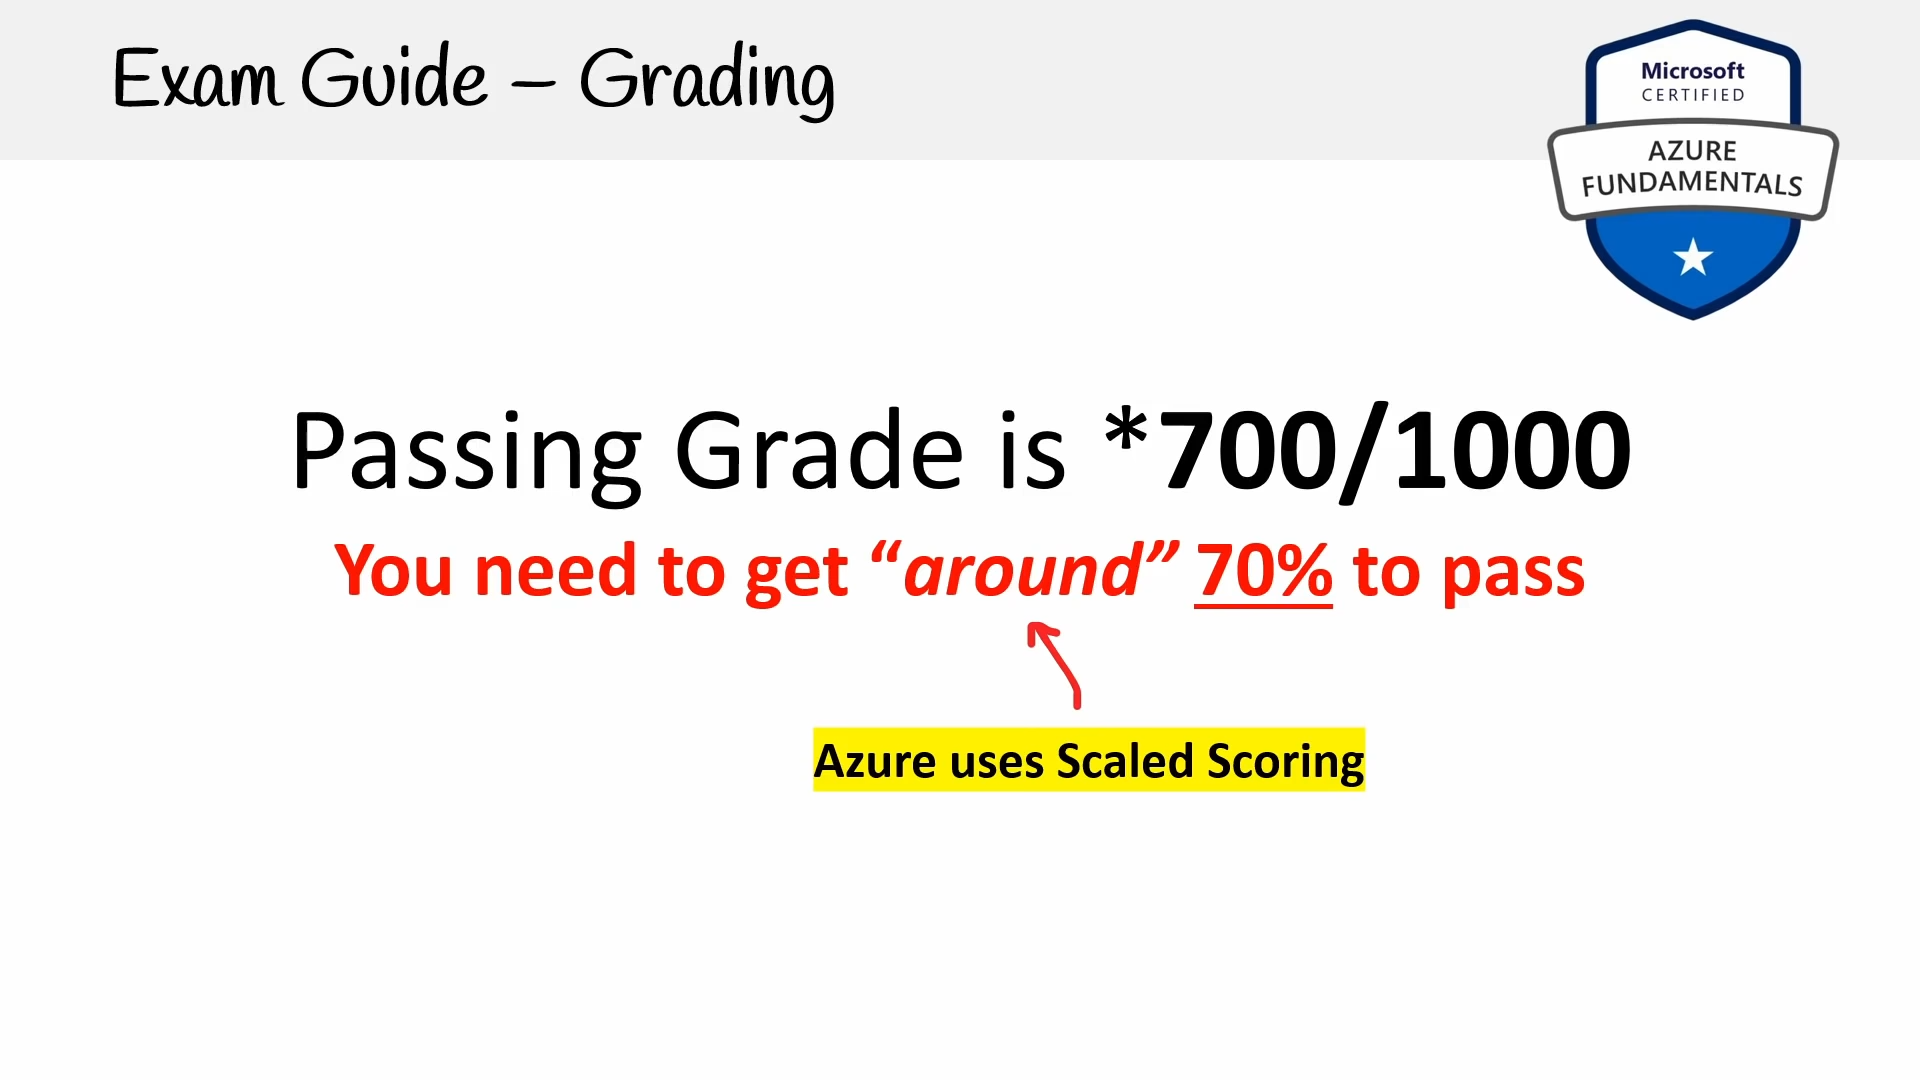 Exam Guide – Grading
Microsoft
CERTIFIED
AZURE
FUNDAMENTALS
Passing Grade is *700/1000
You need to get “around” 70% to pass
Azure uses Scaled Scoring